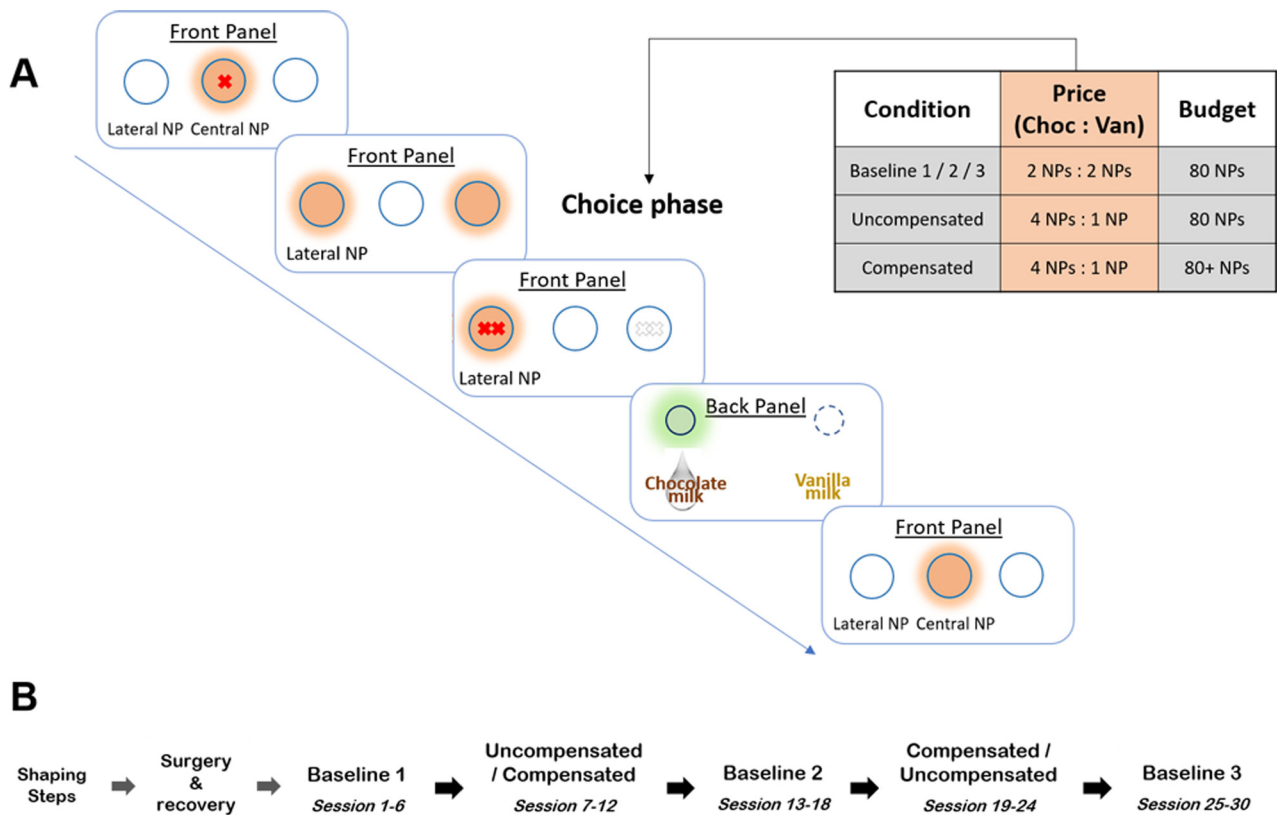 A
Front Panel
Lateral NP Central NP
Front Panel
Lateral NP
Choice phase
Condition
Price
(Choc : Van)
Budget
Baseline 1 / 2 / 3
2 NPs : 2 NPs
80 NPs
Uncompensated
4 NPs : 1 NP
80 NPs
Compensated
4 NPs : 1 NP
80+ NPs
Front Panel
Lateral NP
Back Panel
Chocolate
milk
Vanilla
milk
Front Panel
Lateral NP Central NP
B
Shaping
Steps
Surgery
&
recovery
Baseline 1
Session 1-6
Uncompensated
/ Compensated
Session 7-12
Baseline 2
Session 13-18
Compensated /
Uncompensated
Session 19-24
Baseline 3
Session 25-30